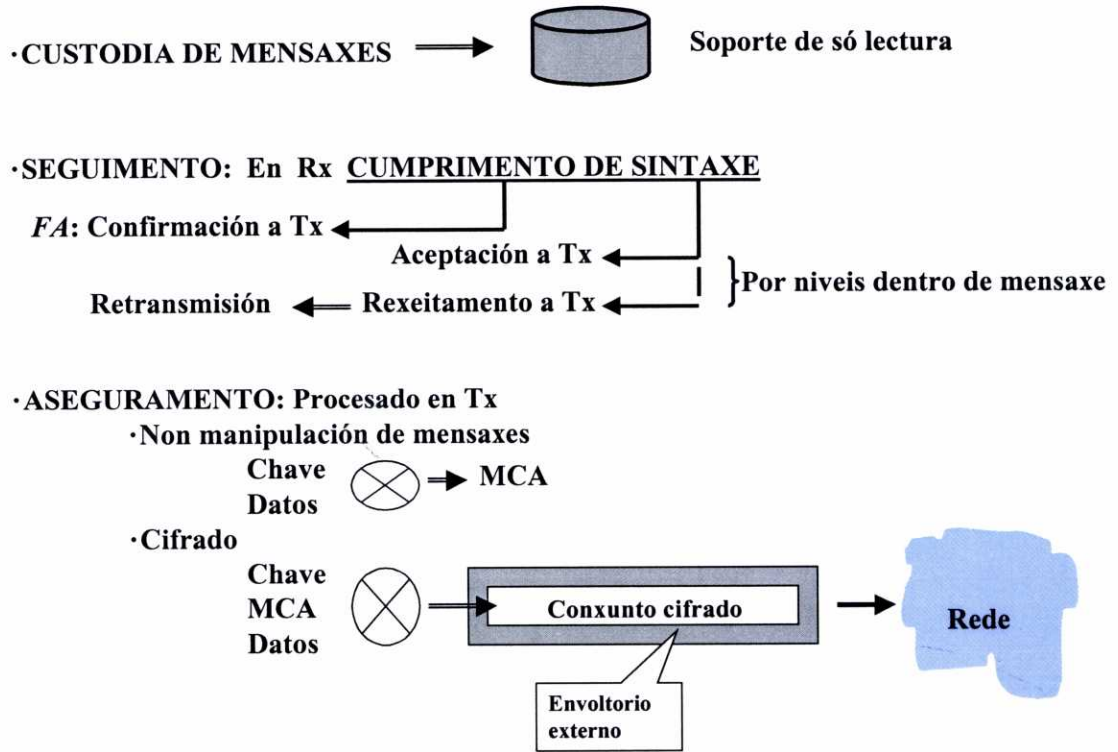 ·CUSTODIA DE MENSAXES
Soporte de só lectura
·SEGUIMENTO: En Rx CUMPRIMENTO DE SINTAXE
FA: Confirmación a Tx
Aceptación a Tx
Por niveis dentro de mensaxe
Retransmisión
Rexeitamento a Tx
·ASEGURAMENTO: Procesado en Tx
·Non manipulación de mensaxes
Chave
MCA
Datos
·Cifrado
Chave
MCA
Datos
Conxunto cifrado
Rede
Envoltorio
externo